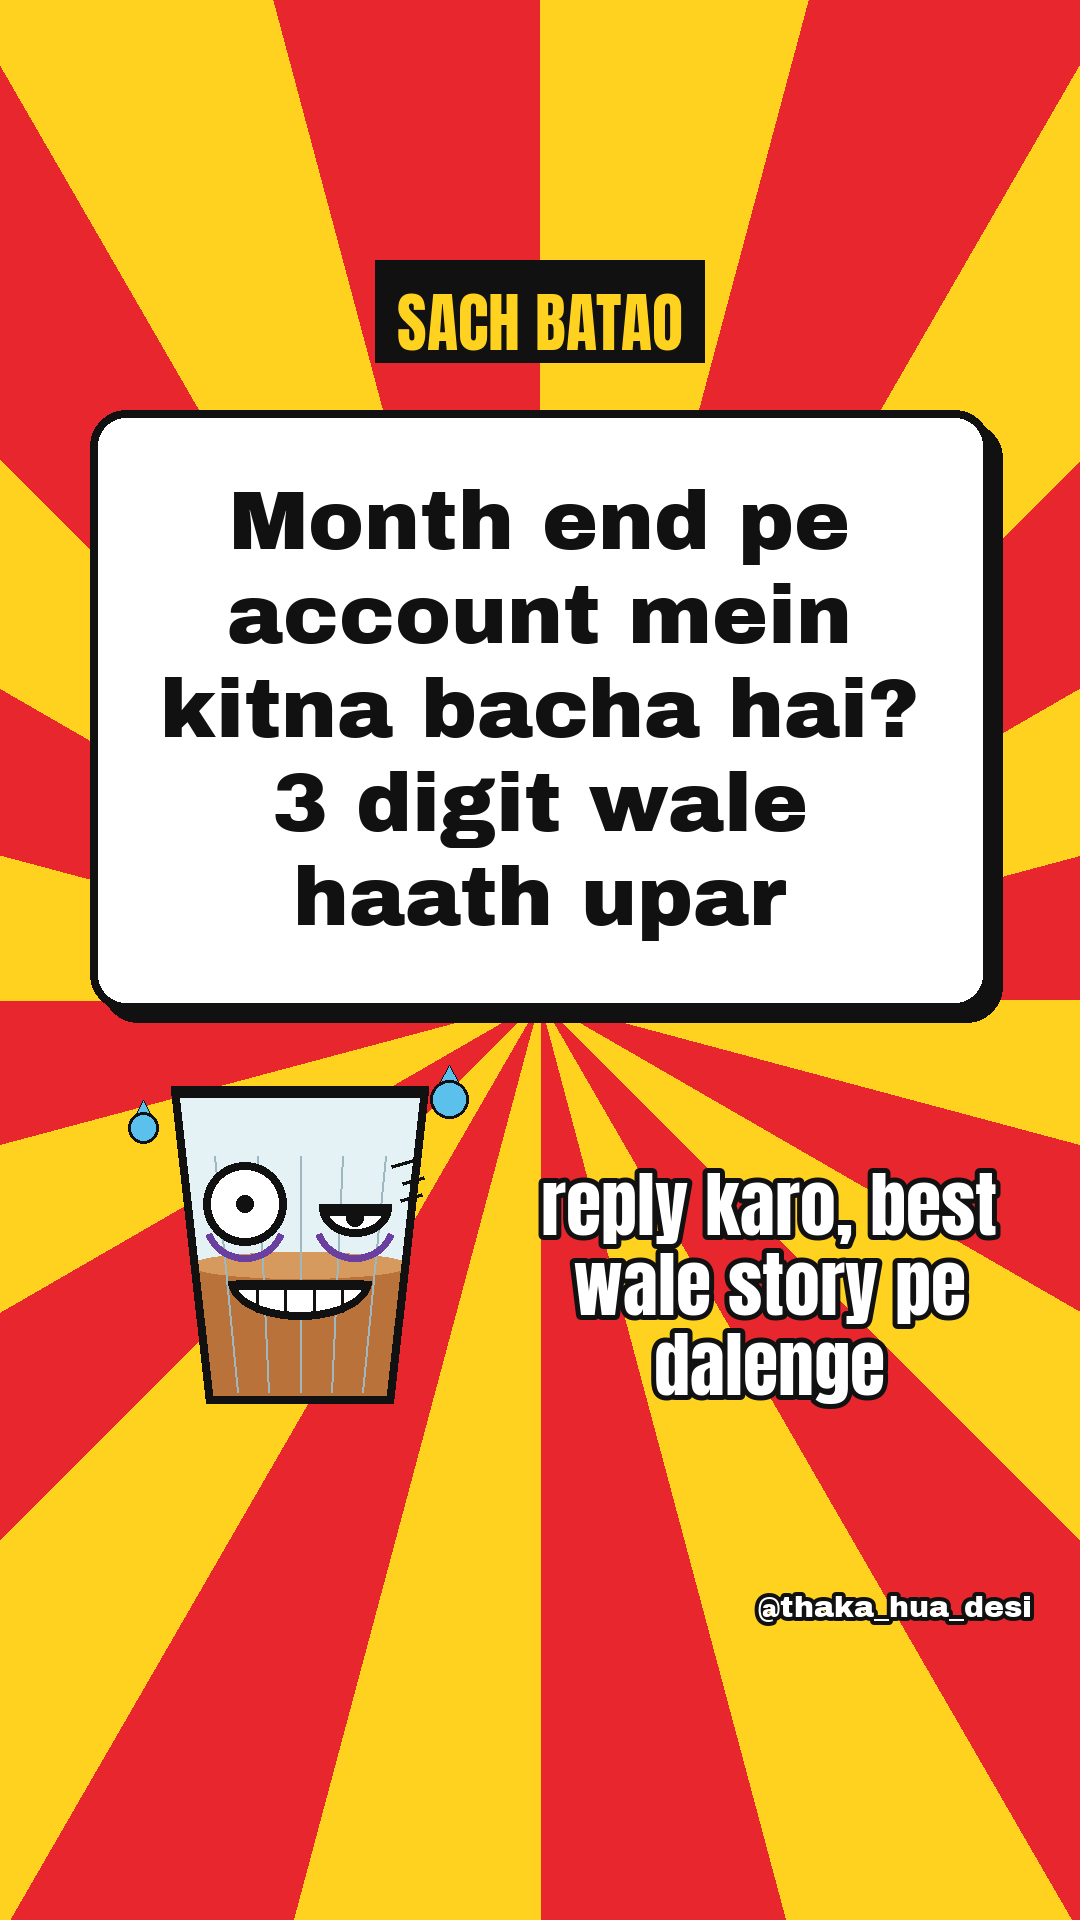 SACH BATAO
Month end pe
account mein
kitna bacha hai?
3 digit wale
haath upar
reply karo, best
wale story pe
dalenge
@thaka_hua_desi